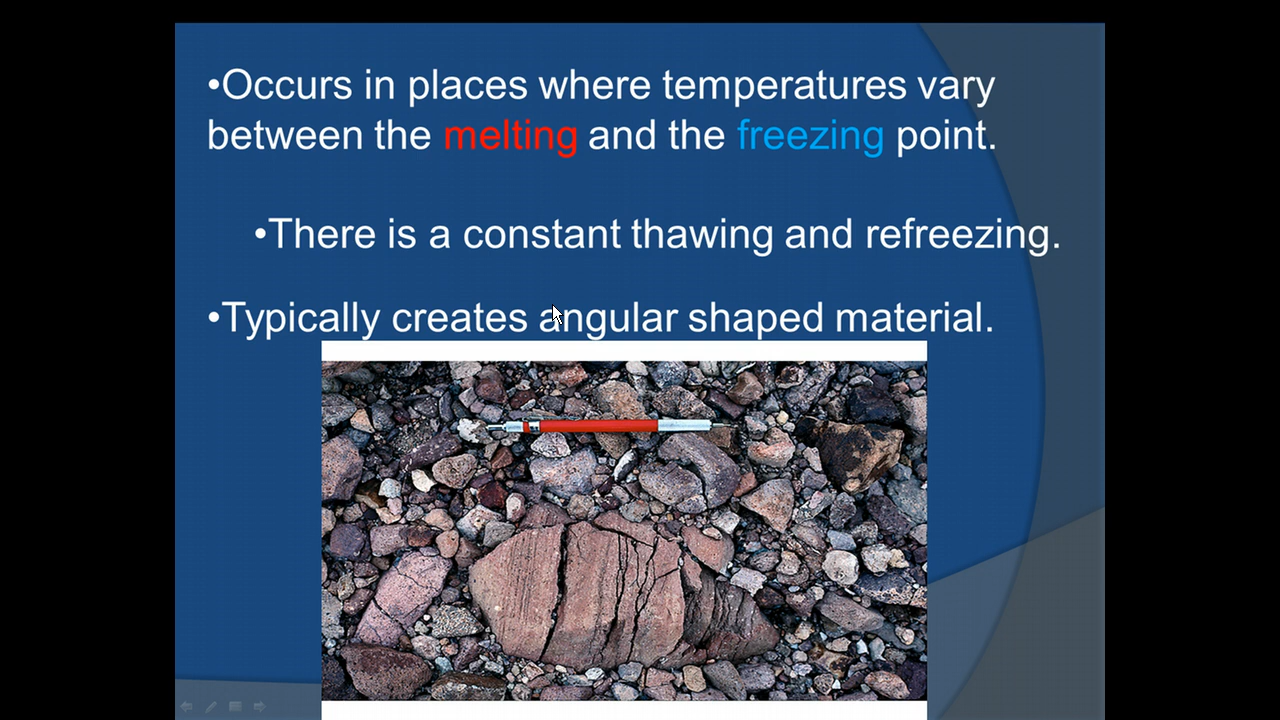 •Occurs in places where temperatures vary
between the melting and the freezing point.
•There is a constant thawing and refreezing.
•Typically creates angular shaped material.